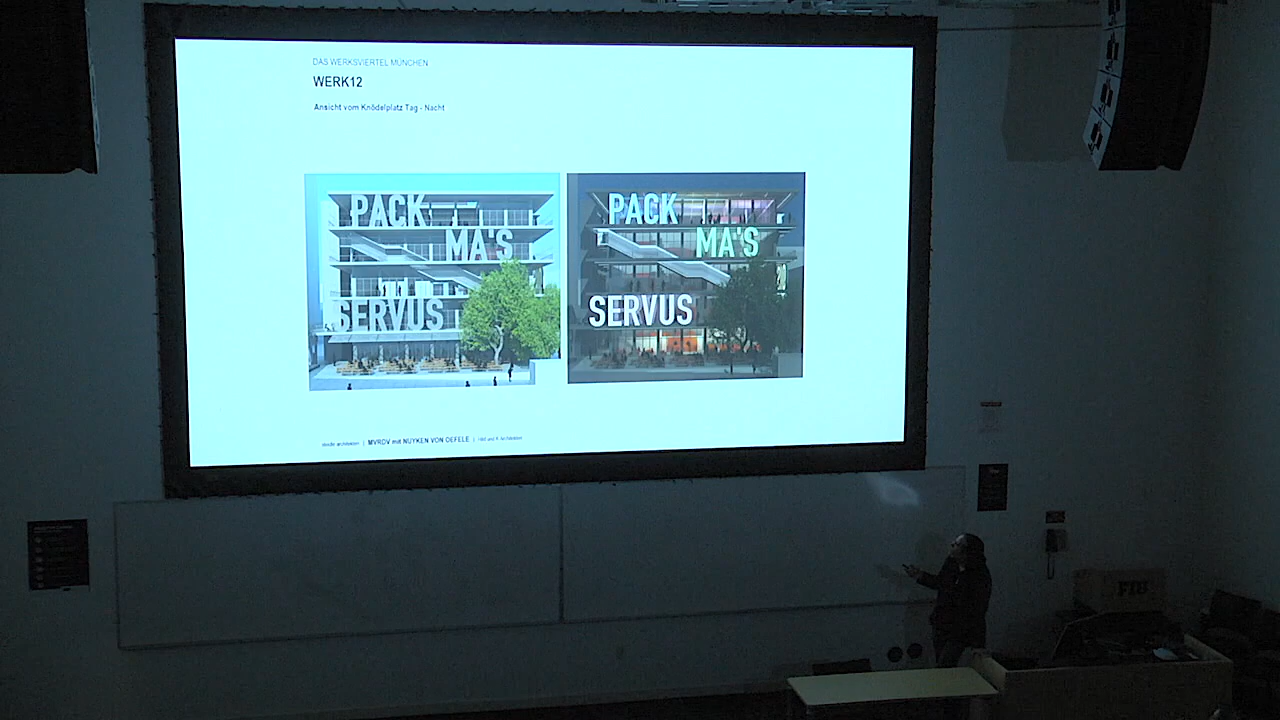 DAS WERKSVIERTEL MÜNCHEN
WERK12
Ansicht vom Knödelplatz Tag - Nacht
PACK
MA'S
SERVUS
PACK
MA'S
SERVUS
MVRDV mit NUYKEN VON OEFELE
FIU